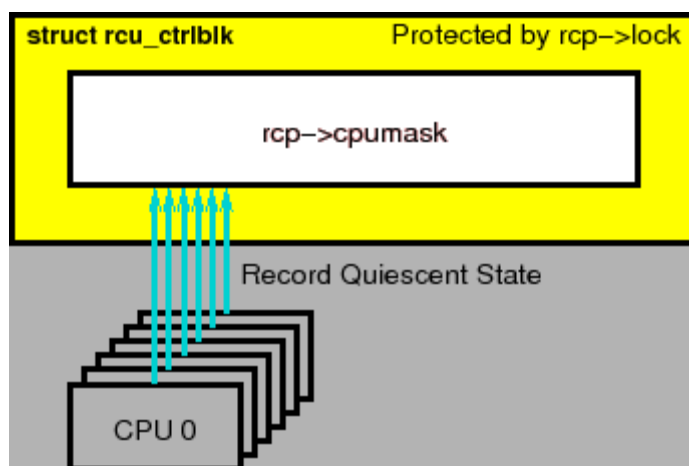 struct rcu_ctrlblk Protected by rcp->lock
rcp->cpumask
Record Quiescent State
CPU 0